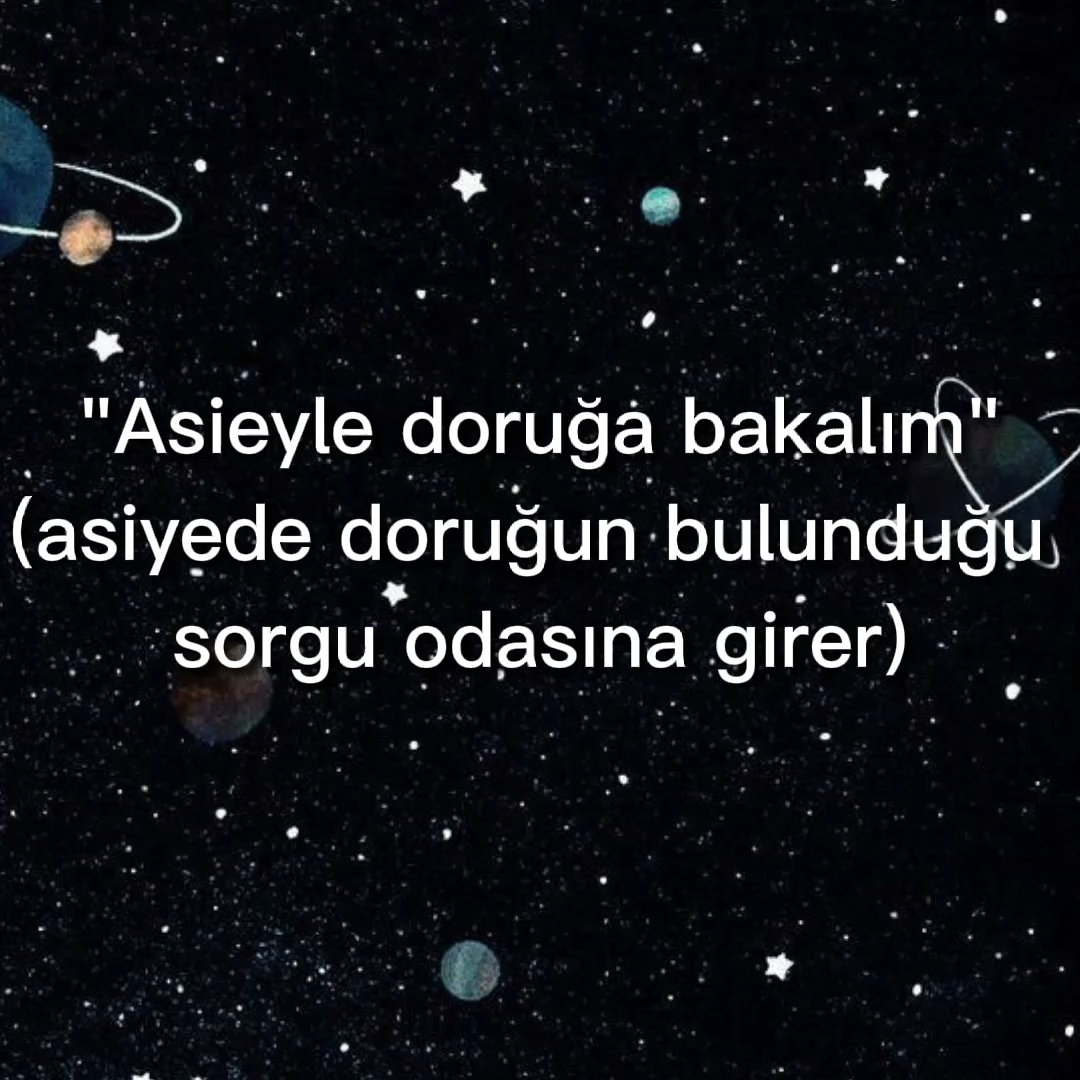 "Asieyle doruğa bakalım"
(asiyede doruğun bulunduğu
sorgu odasına girer)